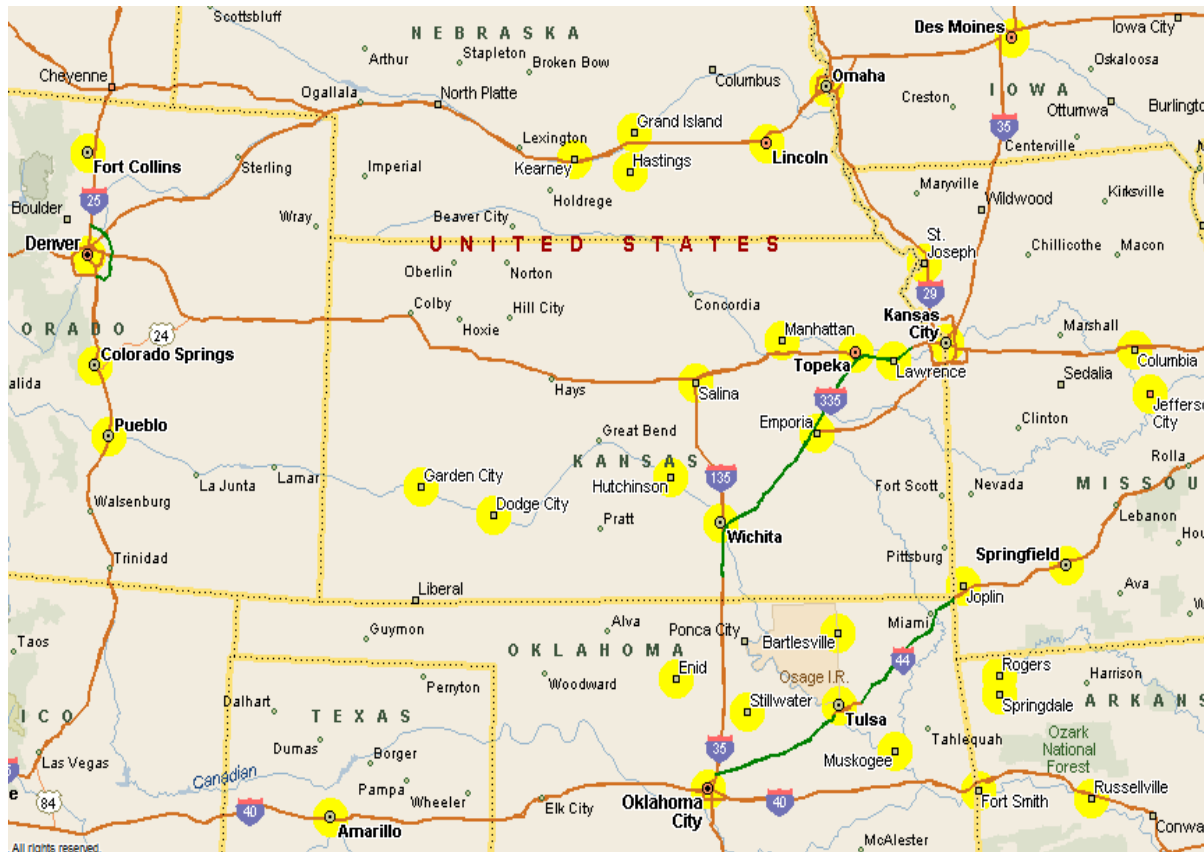 Scottsbluff
NEBRASKA
Des Moines
Iowa City
Arthur
Stapleton
Broken Bow
Cheyenne
Columbus
Omaha
Oskaloosa
Ogallala
North Platte
Creston
IOWA
Ottumwa
Burlingto
Grand Island
35
Lexington
Lincoln
Centerville
Fort Collins
Sterling
Imperial
Kearney
Hastings
Maryville
Wildwood
Kirksville
25
Holdrege
Boulder
Wray
Beaver City
Denver
UNITED STATES
St.
Joseph
Chillicothe
Macon
Oberlin
Norton
29
Colby
Hill City
Concordia
Kansas
City
ORADO
24
Hoxie
Manhattan
Marshall
Colorado Springs
Topeka
Lawrence
Columbia
alida
Hays
Salina
Sedalia
335
Jeffers
City
Pueblo
Emporia
Clinton
Great Bend
KANSAS
Garden City
Hutchinson
135
Rolla
La Junta
Lamar
Fort Scott
Nevada
MISSOU
Walsenburg
Dodge City
Pratt
Wichita
Lebanon
Trinidad
Pittsburg
Springfield
Hou
Liberal
Joplin
Ava
Miami
W
Taos
Guymon
Alva
Ponca City
Bartlesville
OKLAHOMA
44
Rogers
Enid
Osage I.R.
Harrison
Perryton
Woodward
Stillwater
Springdale
ARKANS
Dalhart
Tulsa
ICO
TEXAS
Tahlequah
Ozark
National
Forest
Dumas
Borger
35
Muskogee
Las Vegas
Canadian
Pampa
Wheeler
Elk City
Oklahoma
City
40
Fort Smith
Russellville
e
84
40
Amarillo
Conwa
McAlester
All rights reserved.